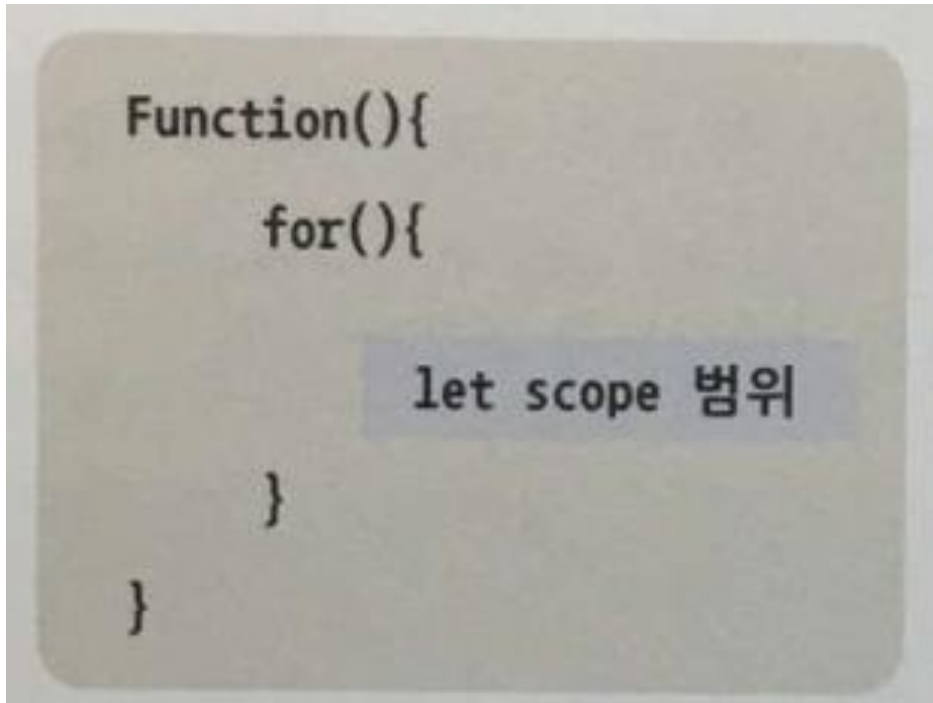 Function(){
for(){
let scope 범위
}
}